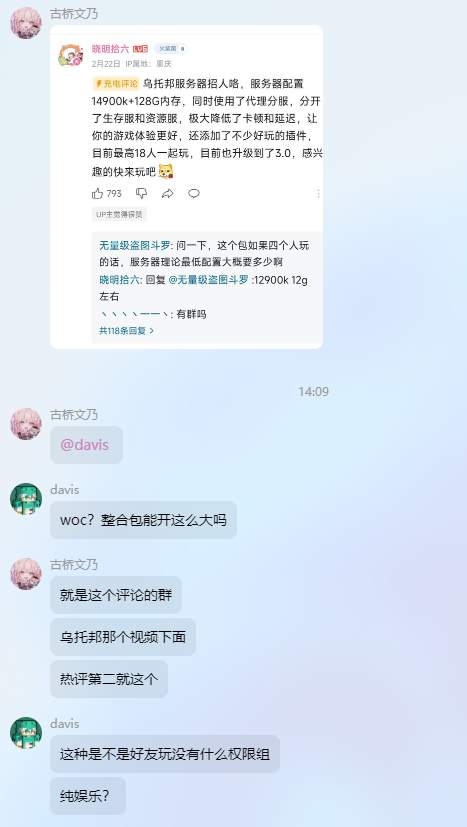 古桥文乃
晓明拾六 LV6 火柴菌 8
2月22日 IP属地：重庆
充电评论 乌托邦服务器招人咯，服务器配置
14900k+128G内存，同时使用了代理分服，分开
了生存服和资源服，极大降低了卡顿和延迟，让
你的游戏体验更好，还添加了不少好玩的插件，
目前最高18人一起玩，目前也升级到了3.0，感兴
趣的快来玩吧
793
UP主觉得很赞
无量级盗图斗罗: 问一下，这个包如果四个人玩
的话，服务器理论最低配置大概要多少啊
晓明拾六: 回复 @无量级盗图斗罗 :12900k 12g
左右
丶丶丶丶一一丶: 有群吗
共118条回复 >
14:09
古桥文乃
@davis
davis
woc？整合包能开这么大吗
古桥文乃
就是这个评论的群
乌托邦那个视频下面
热评第二就这个
davis
这种是不是好友玩没有什么权限组
纯娱乐？